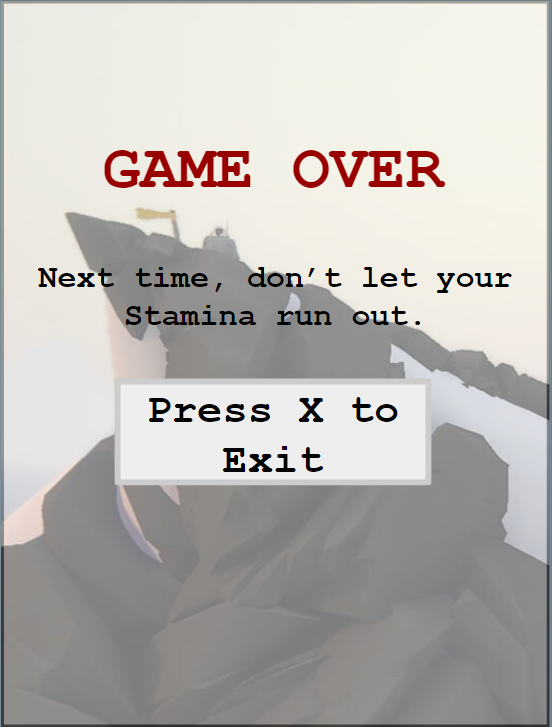 GAME OVER
Next time, don’t let your
Stamina run out.
Press X to
Exit